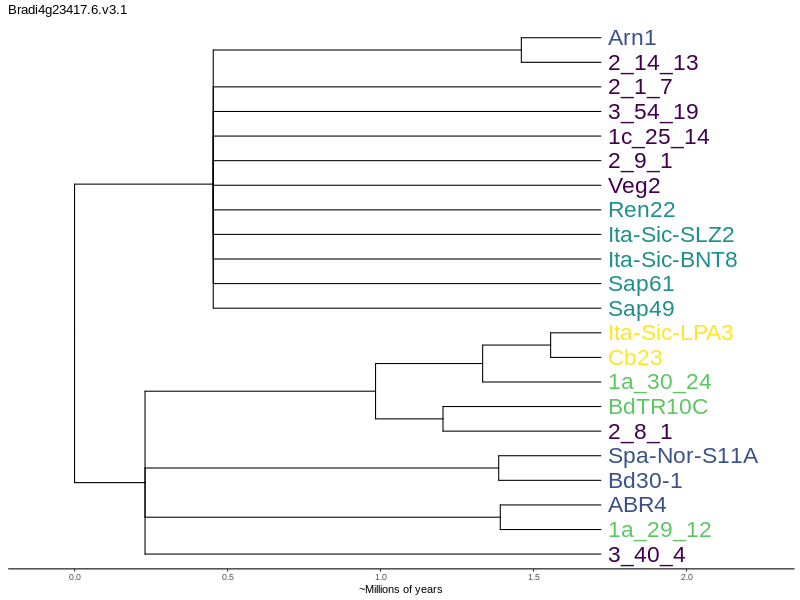 Bradi4g23417.6.v3.1
Arn1
2_14_13
2_1_7
3_54_19
1c_25_14
2_9_1
Veg2
Ren22
Ita-Sic-SLZ2
Ita-Sic-BNT8
Sap61
Sap49
Ita-Sic-LPA3
Cb23
1a_30_24
BdTR10C
2_8_1
Spa-Nor-S11A
Bd30-1
ABR4
1a_29_12
3_40_4
0.0 0.5 1.0 1.5 2.0
~Millions of years